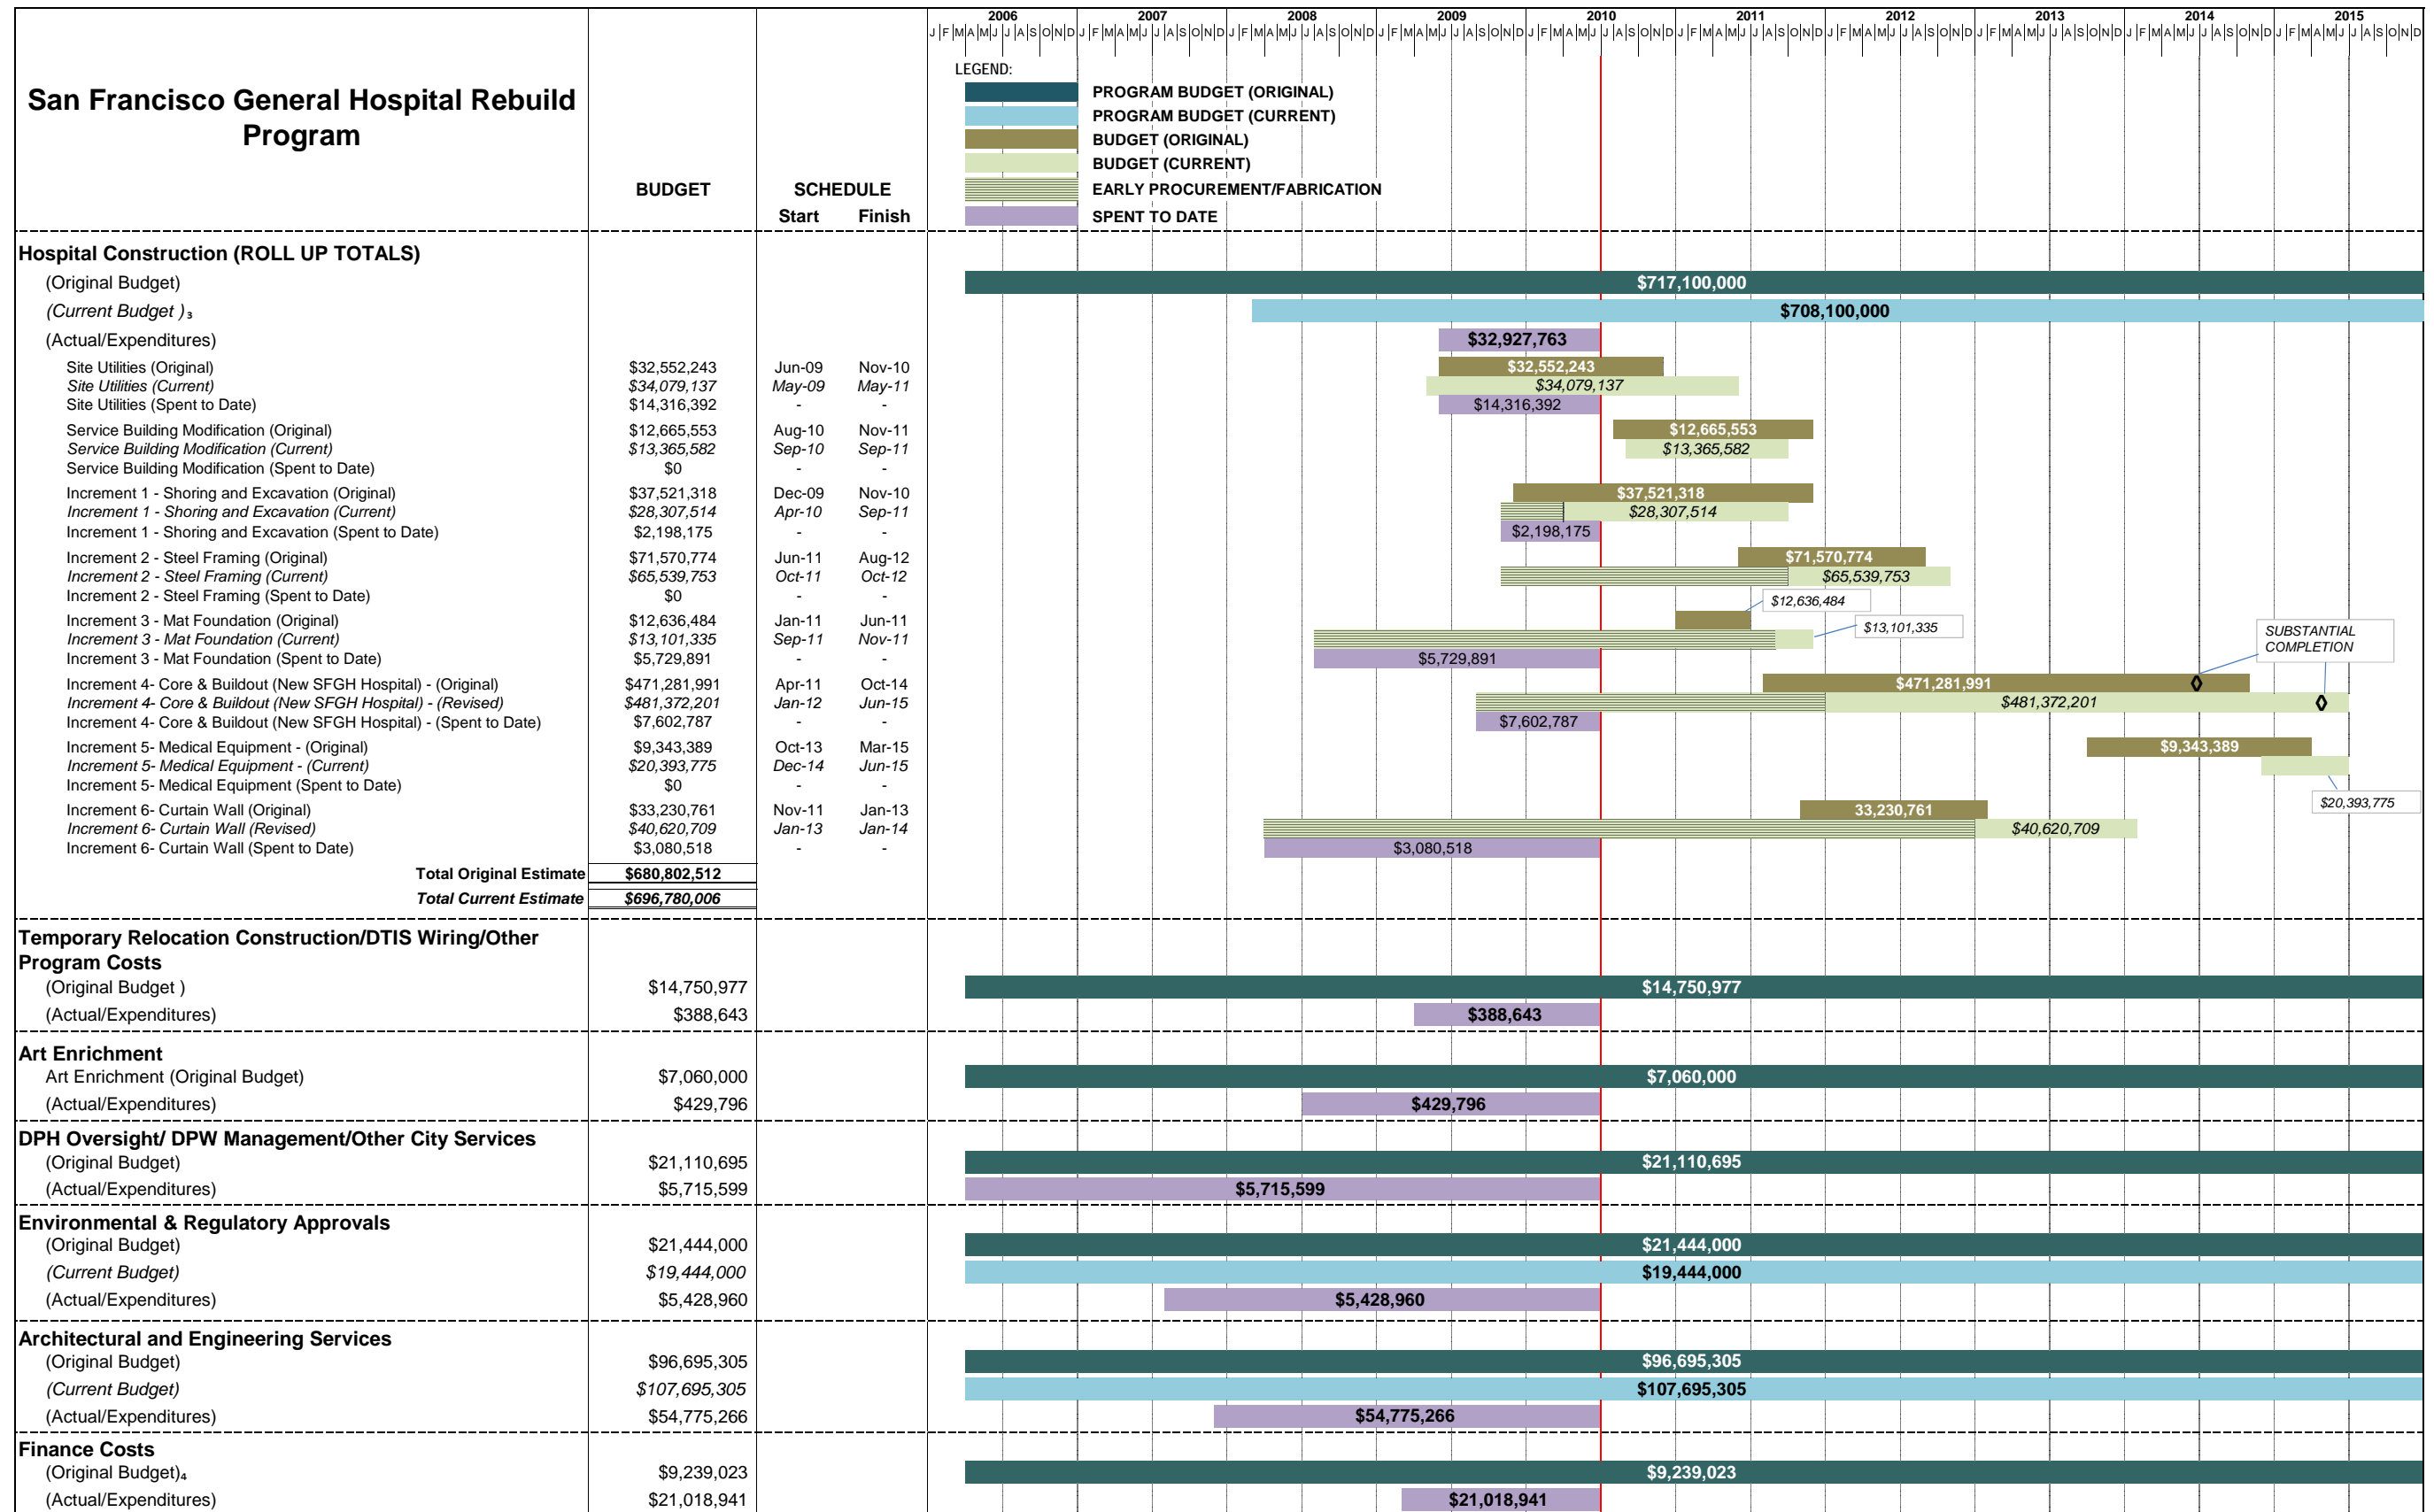 2006 2007 2008 2009 2010 2011 2012 2013 2014 2015
J F M A M J J A S O N D J F M A M J J A S O N D J F M A M J J A S O N D J F M A M J J A S O N D J F M A M J J A S O N D J F M A M J J A S O N D J F M A M J J A S O N D J F M A M J J A S O N D J F M A M J J A S O N D J F M A M J J A S O N D
San Francisco General Hospital Rebuild
Program
BUDGET SCHEDULE
Start Finish
LEGEND:
PROGRAM BUDGET (ORIGINAL)
PROGRAM BUDGET (CURRENT)
BUDGET (ORIGINAL)
BUDGET (CURRENT)
EARLY PROCUREMENT/FABRICATION
SPENT TO DATE
Hospital Construction (ROLL UP TOTALS)
(Original Budget) $717,100,000
(Current Budget )₃ $708,100,000
(Actual/Expenditures) $32,927,763
Site Utilities (Original) $32,552,243 Jun-09 Nov-10 $32,552,243
Site Utilities (Current) $34,079,137 May-09 May-11 $34,079,137
Site Utilities (Spent to Date) $14,316,392 - - $14,316,392
Service Building Modification (Original) $12,665,553 Aug-10 Nov-11 $12,665,553
Service Building Modification (Current) $13,365,582 Sep-10 Sep-11 $13,365,582
Service Building Modification (Spent to Date) $0 - -
Increment 1 - Shoring and Excavation (Original) $37,521,318 Dec-09 Nov-10 $37,521,318
Increment 1 - Shoring and Excavation (Current) $28,307,514 Apr-10 Sep-11 $28,307,514
Increment 1 - Shoring and Excavation (Spent to Date) $2,198,175 - - $2,198,175
Increment 2 - Steel Framing (Original) $71,570,774 Jun-11 Aug-12 $71,570,774
Increment 2 - Steel Framing (Current) $65,539,753 Oct-11 Oct-12 $65,539,753
Increment 2 - Steel Framing (Spent to Date) $0 - -
Increment 3 - Mat Foundation (Original) $12,636,484 Jan-11 Jun-11 $12,636,484
Increment 3 - Mat Foundation (Current) $13,101,335 Sep-11 Nov-11 $13,101,335
Increment 3 - Mat Foundation (Spent to Date) $5,729,891 - - $5,729,891
SUBSTANTIAL
COMPLETION
Increment 4- Core & Buildout (New SFGH Hospital) - (Original) $471,281,991 Apr-11 Oct-14 $471,281,991
Increment 4- Core & Buildout (New SFGH Hospital) - (Revised) $481,372,201 Jan-12 Jun-15 $481,372,201
Increment 4- Core & Buildout (New SFGH Hospital) - (Spent to Date) $7,602,787 - - $7,602,787
Increment 5- Medical Equipment - (Original) $9,343,389 Oct-13 Mar-15 $9,343,389
Increment 5- Medical Equipment - (Current) $20,393,775 Dec-14 Jun-15
Increment 5- Medical Equipment (Spent to Date) $0 - -
$20,393,775
Increment 6- Curtain Wall (Original) $33,230,761 Nov-11 Jan-13 33,230,761
Increment 6- Curtain Wall (Revised) $40,620,709 Jan-13 Jan-14 $40,620,709
Increment 6- Curtain Wall (Spent to Date) $3,080,518 - - $3,080,518
Total Original Estimate $680,802,512
Total Current Estimate $696,780,006
Temporary Relocation Construction/DTIS Wiring/Other
Program Costs
(Original Budget ) $14,750,977 $14,750,977
(Actual/Expenditures) $388,643 $388,643
Art Enrichment
Art Enrichment (Original Budget) $7,060,000 $7,060,000
(Actual/Expenditures) $429,796 $429,796
DPH Oversight/ DPW Management/Other City Services
(Original Budget) $21,110,695 $21,110,695
(Actual/Expenditures) $5,715,599 $5,715,599
Environmental & Regulatory Approvals
(Original Budget) $21,444,000 $21,444,000
(Current Budget) $19,444,000 $19,444,000
(Actual/Expenditures) $5,428,960 $5,428,960
Architectural and Engineering Services
(Original Budget) $96,695,305 $96,695,305
(Current Budget) $107,695,305 $107,695,305
(Actual/Expenditures) $54,775,266 $54,775,266
Finance Costs
(Original Budget)₄ $9,239,023 $9,239,023
(Actual/Expenditures) $21,018,941 $21,018,941